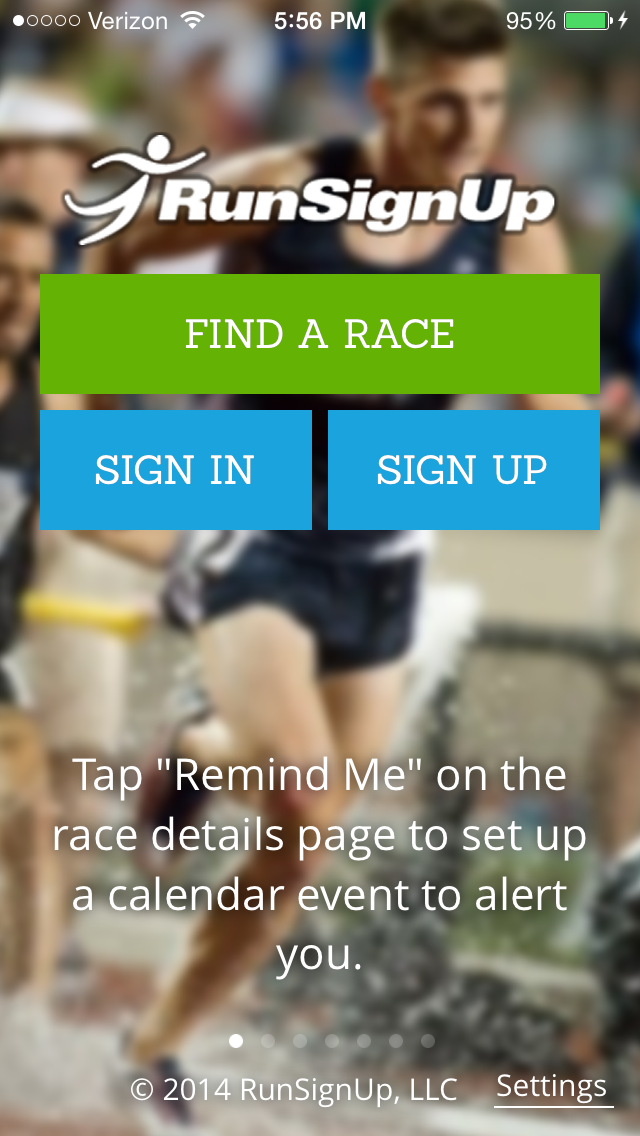 Verizon 5:56 PM 95%
RunSignUp
FIND A RACE
SIGN IN SIGN UP
Tap "Remind Me" on the
race details page to set up
a calendar event to alert
you.
© 2014 RunSignUp, LLC Settings